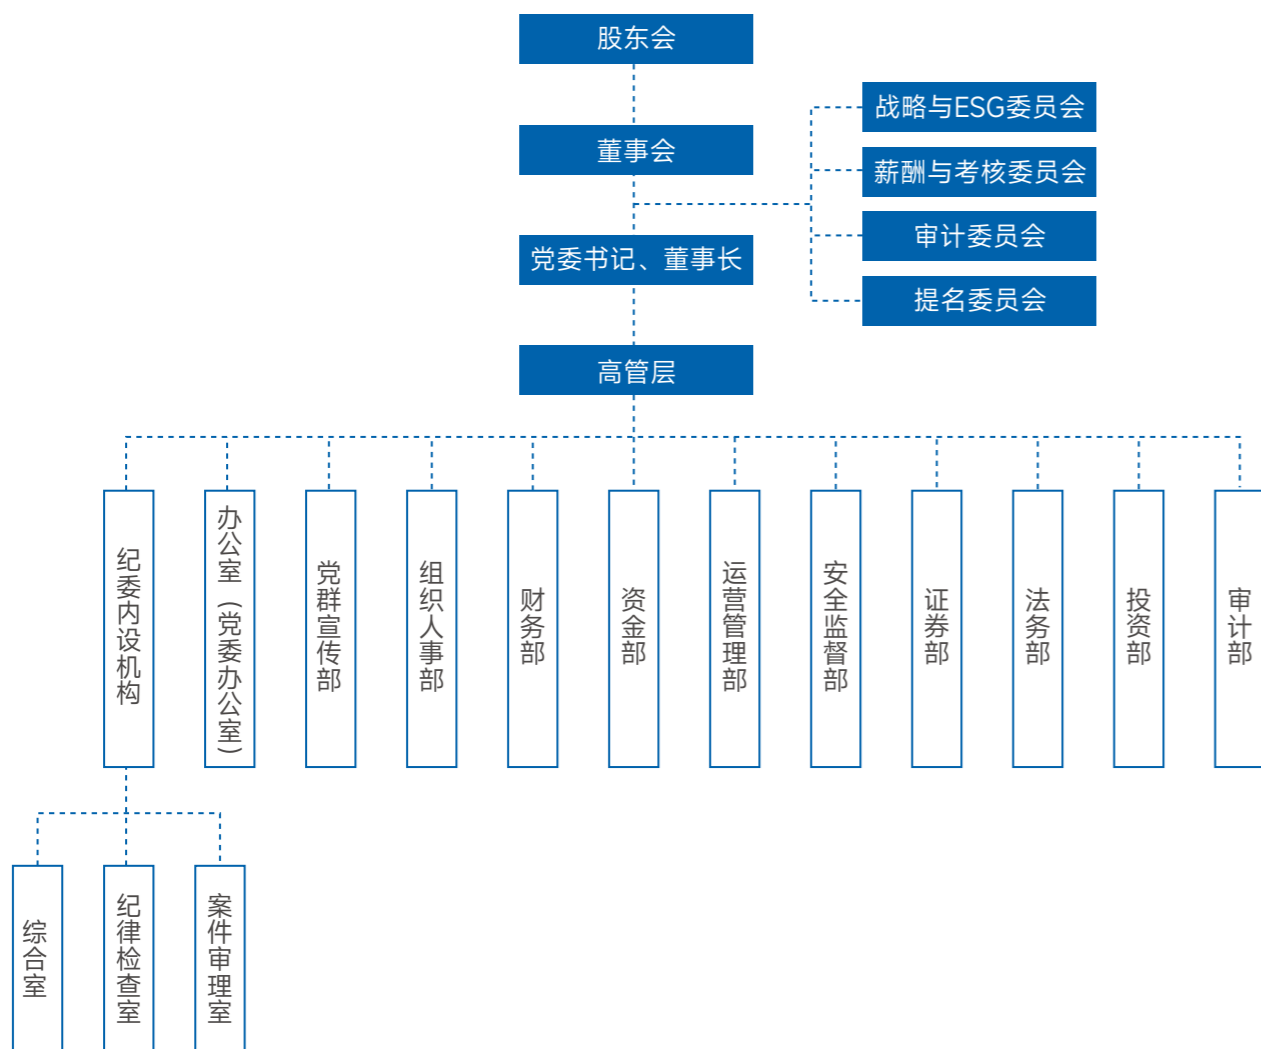 股东会
董事会
党委书记、董事长
高管层
战略与ESG委员会
薪酬与考核委员会
审计委员会
提名委员会
纪委内设机构
办公室（党委办公室）
党群宣传部
组织人事部
财务部
资金部
运营管理部
安全监督部
证券部
法务部
投资部
审计部
综合室
纪律检查室
案件审理室